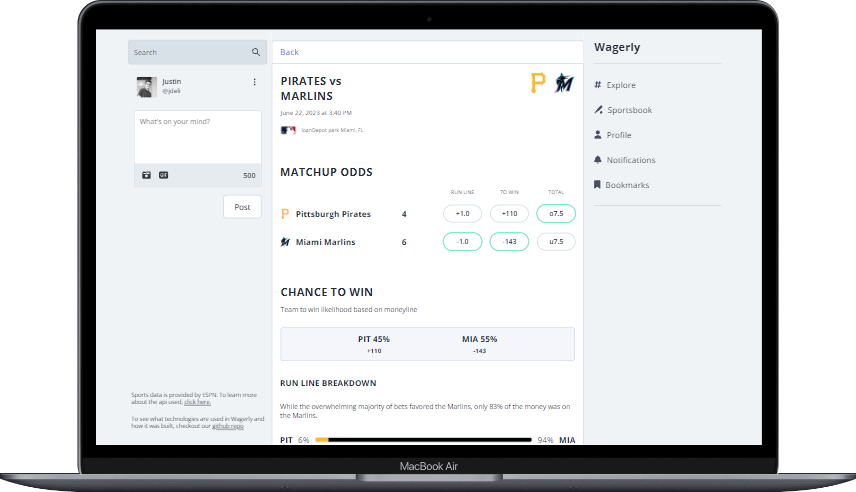 Search
Justin
@jdeli
What's on your mind?
GIF
500
Post
Sports data is provided by ESPN. To learn more
about the api used, click here.
To see what technologies are used in Wagerly and
how it was built, checkout our github repo
Back
PIRATES vs
MARLINS
June 22, 2023 at 3:40 PM
loanDepot park Miami, FL
MATCHUP ODDS
RUN LINE TO WIN TOTAL
Pittsburgh Pirates 4 +1.0 +110 o7.5
Miami Marlins 6 -1.0 -143 u7.5
CHANCE TO WIN
Team to win likelihood based on moneyline
PIT 45% MIA 55%
+110 -143
RUN LINE BREAKDOWN
While the overwhelming majority of bets favored the Marlins, only 83% of the money was on
the Marlins.
PIT 6% 94% MIA
Wagerly
Explore
Sportsbook
Profile
Notifications
Bookmarks
MacBook Air